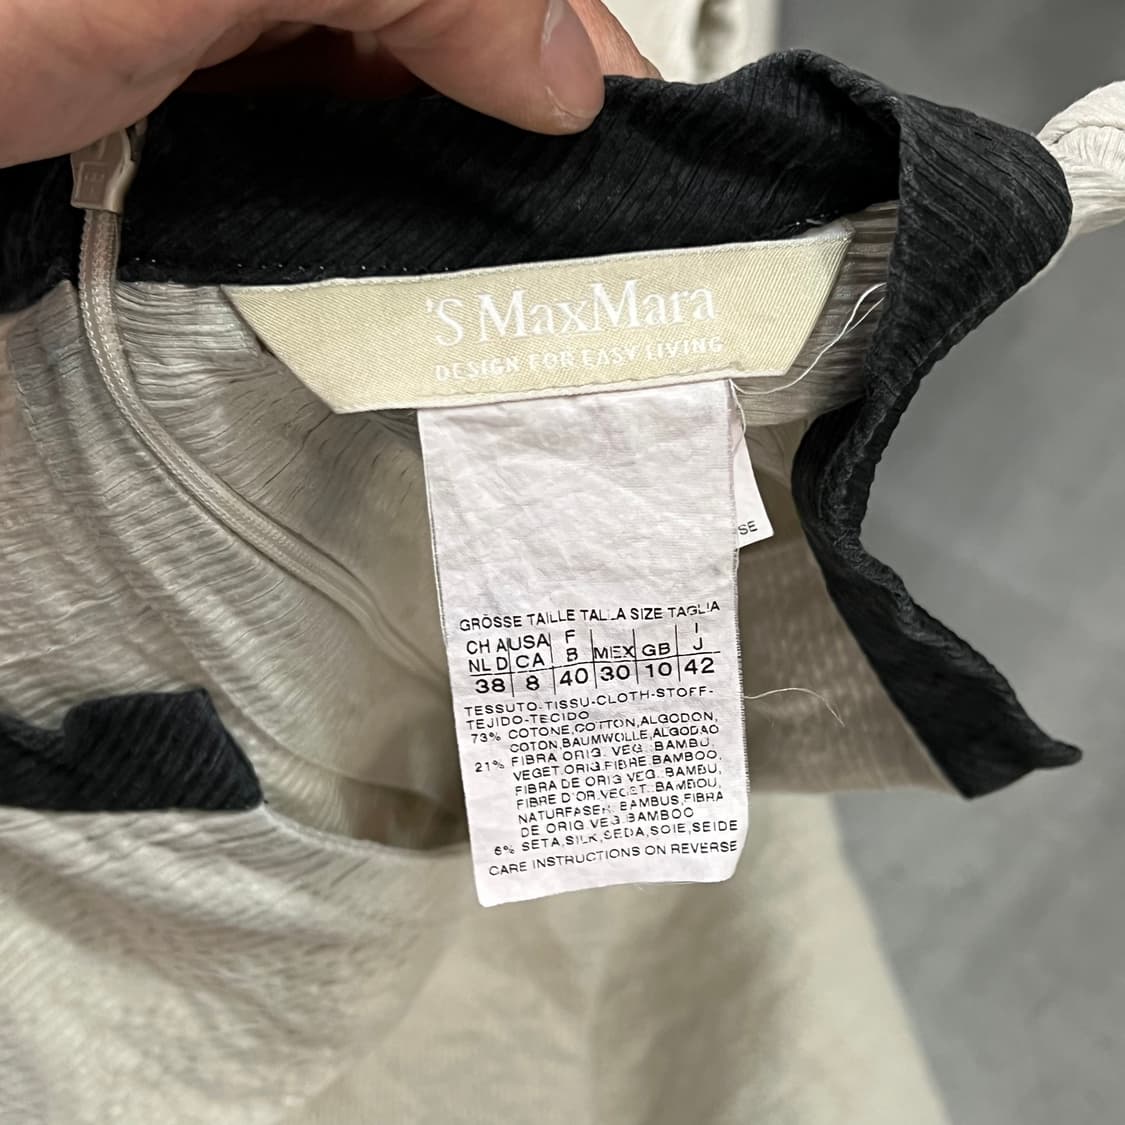 'S MaxMara
DESIGN FOR EASY LIVING
SE
GRÖSSE TAILLE TALLA SIZE TAGLIA
CH A USA F MEX GB I
NL D CA B J
38 8 40 30 10 42
TESSUTO-TISSU-CLOTH-STOFF-
TEJIDO-TECIDO
73% COTONE,COTTON,ALGODON,
COTON,BAUMWOLLE,ALGODAO
21% FIBRA ORIG. VEG.:BAMBU,
VEGET.ORIG.FIBRE BAMBOO,
FIBRA DE ORIG VEG.:BAMBU,
FIBRE D'OR.VEGET.:BAMBOU,
NATURFASER: BAMBUS,FIBRA
DE ORIG VEG BAMBOO
6% SETA,SILK,SEDA,SOIE,SEIDE
CARE INSTRUCTIONS ON REVERSE